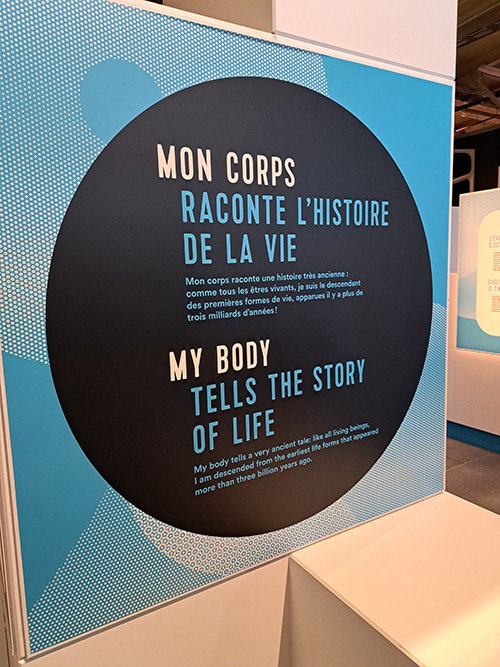 MON CORPS
RACONTE L'HISTOIRE
DE LA VIE
Mon corps raconte une histoire très ancienne :
comme tous les êtres vivants, je suis le descendant
des premières formes de vie, apparues il y a plus de
trois milliards d'années !
MY BODY
TELLS THE STORY
OF LIFE
My body tells a very ancient tale: like all living beings,
I am descended from the earliest life forms that appeared
more than three billion years ago.